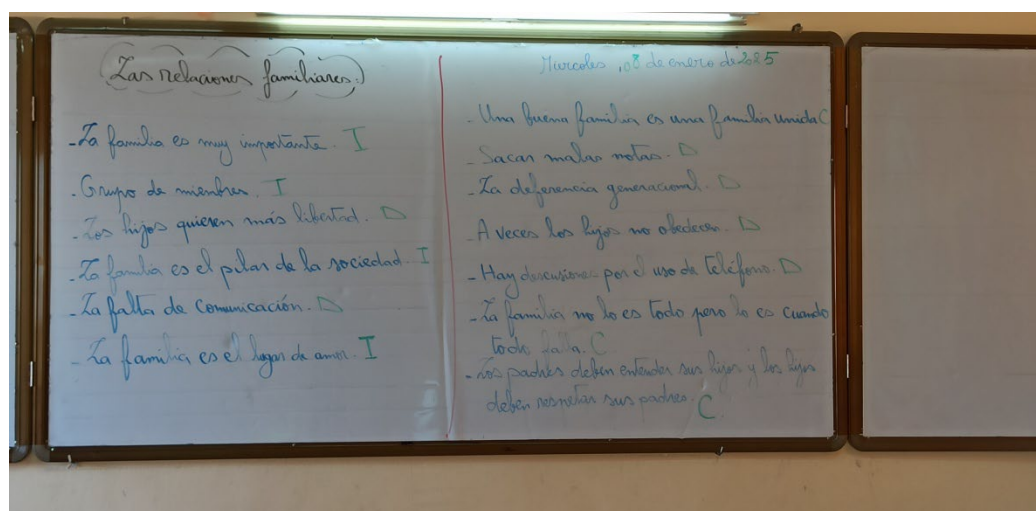 Las relaciones familiares.
- La familia es muy importante. I
- Grupo de miembros. I
- Los hijos quieren más libertad. D
- La familia es el pilar de la sociedad. I
- La falta de comunicación. D
- La familia es el lugar de amor. I
Miercoles, 08 de enero de 2025
- Una buena familia es una familia unida C
- Sacar malas notas. D
- La deferencia generacional. D
- A veces los hijos no obedecen. D
- Hay descusiones por el uso de teléfono. D
- La familia no lo es todo pero lo es cuando
todo falla. C
- Los padres deben entender sus hijos y los hijos
deben respetar sus padres. C